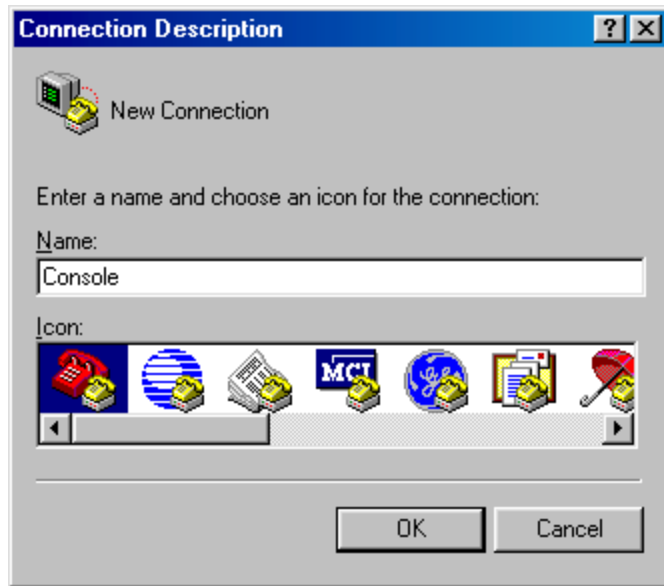 Connection Description
New Connection
Enter a name and choose an icon for the connection:
Name:
Console
Icon:
MCI
OK
Cancel